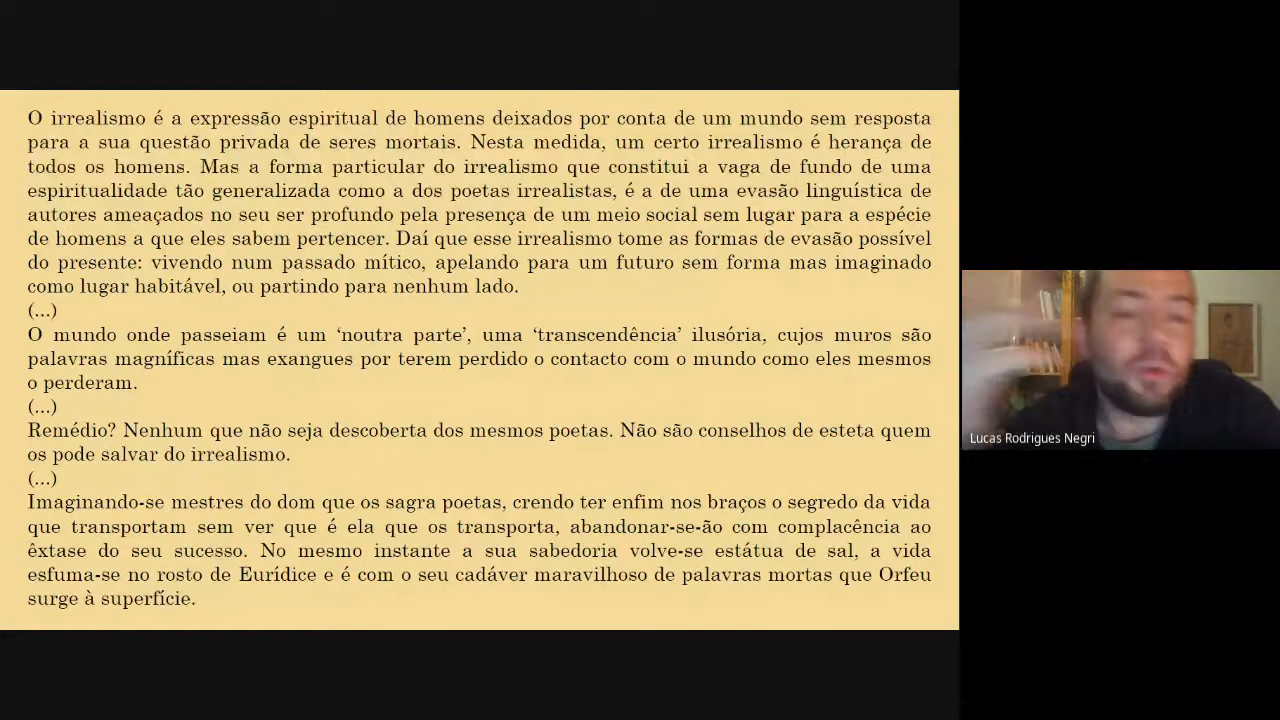 O irrealismo é a expressão espiritual de homens deixados por conta de um mundo sem resposta
para a sua questão privada de seres mortais. Nesta medida, um certo irrealismo é herança de
todos os homens. Mas a forma particular do irrealismo que constitui a vaga de fundo de uma
espiritualidade tão generalizada como a dos poetas irrealistas, é a de uma evasão linguística de
autores ameaçados no seu ser profundo pela presença de um meio social sem lugar para a espécie
de homens a que eles sabem pertencer. Daí que esse irrealismo tome as formas de evasão possível
do presente: vivendo num passado mítico, apelando para um futuro sem forma mas imaginado
como lugar habitável, ou partindo para nenhum lado.
(...)
O mundo onde passeiam é um ‘noutra parte’, uma ‘transcendência’ ilusória, cujos muros são
palavras magníficas mas exangues por terem perdido o contacto com o mundo como eles mesmos
o perderam.
(...)
Remédio? Nenhum que não seja descoberta dos mesmos poetas. Não são conselhos de esteta quem
os pode salvar do irrealismo.
(...)
Imaginando-se mestres do dom que os sagra poetas, crendo ter enfim nos braços o segredo da vida
que transportam sem ver que é ela que os transporta, abandonar-se-ão com complacência ao
êxtase do seu sucesso. No mesmo instante a sua sabedoria volve-se estátua de sal, a vida
esfuma-se no rosto de Eurídice e é com o seu cadáver maravilhoso de palavras mortas que Orfeu
surge à superfície.
Lucas Rodrigues Negri